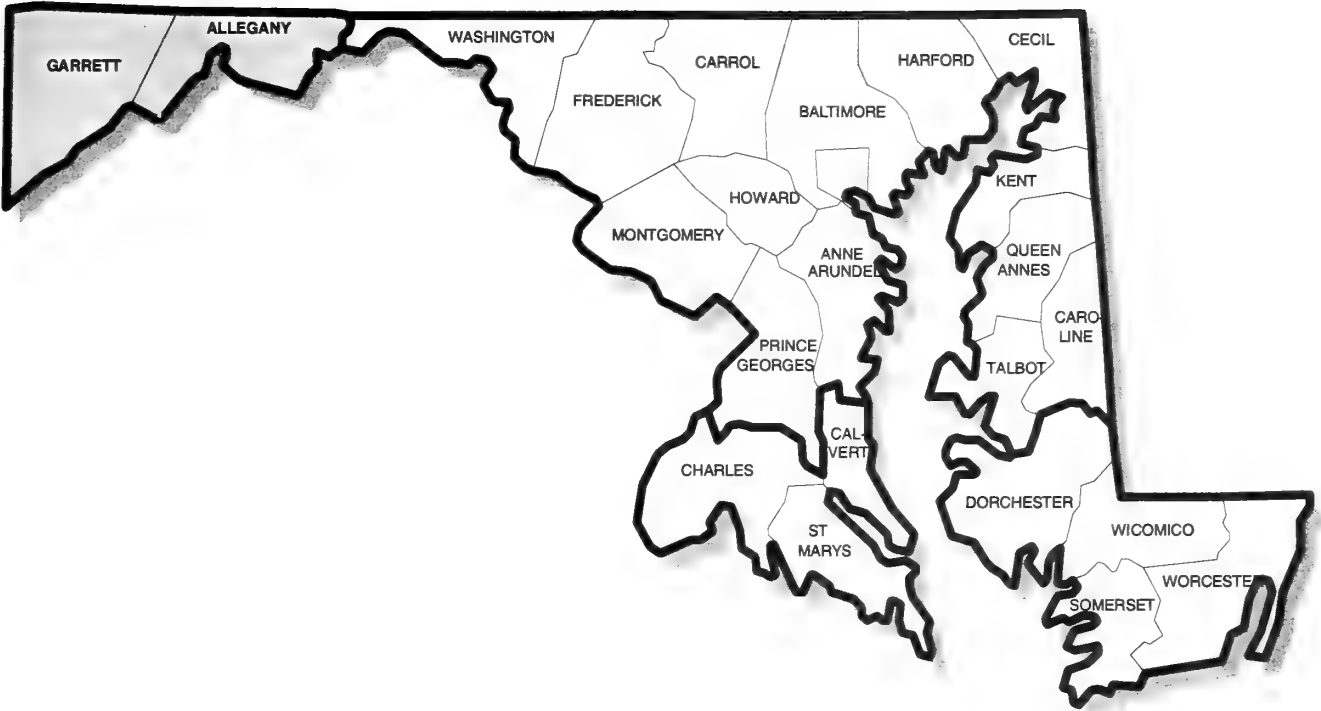 GARRETT
ALLEGANY
WASHINGTON
FREDERICK
CARROL
BALTIMORE
HARFORD
CECIL
KENT
HOWARD
MONTGOMERY
ANNE
ARUNDEL
QUEEN
ANNES
CARO-
LINE
PRINCE
GEORGES
TALBOT
CAL-
VERT
CHARLES
ST
MARYS
DORCHESTER
WICOMICO
WORCESTER
SOMERSET